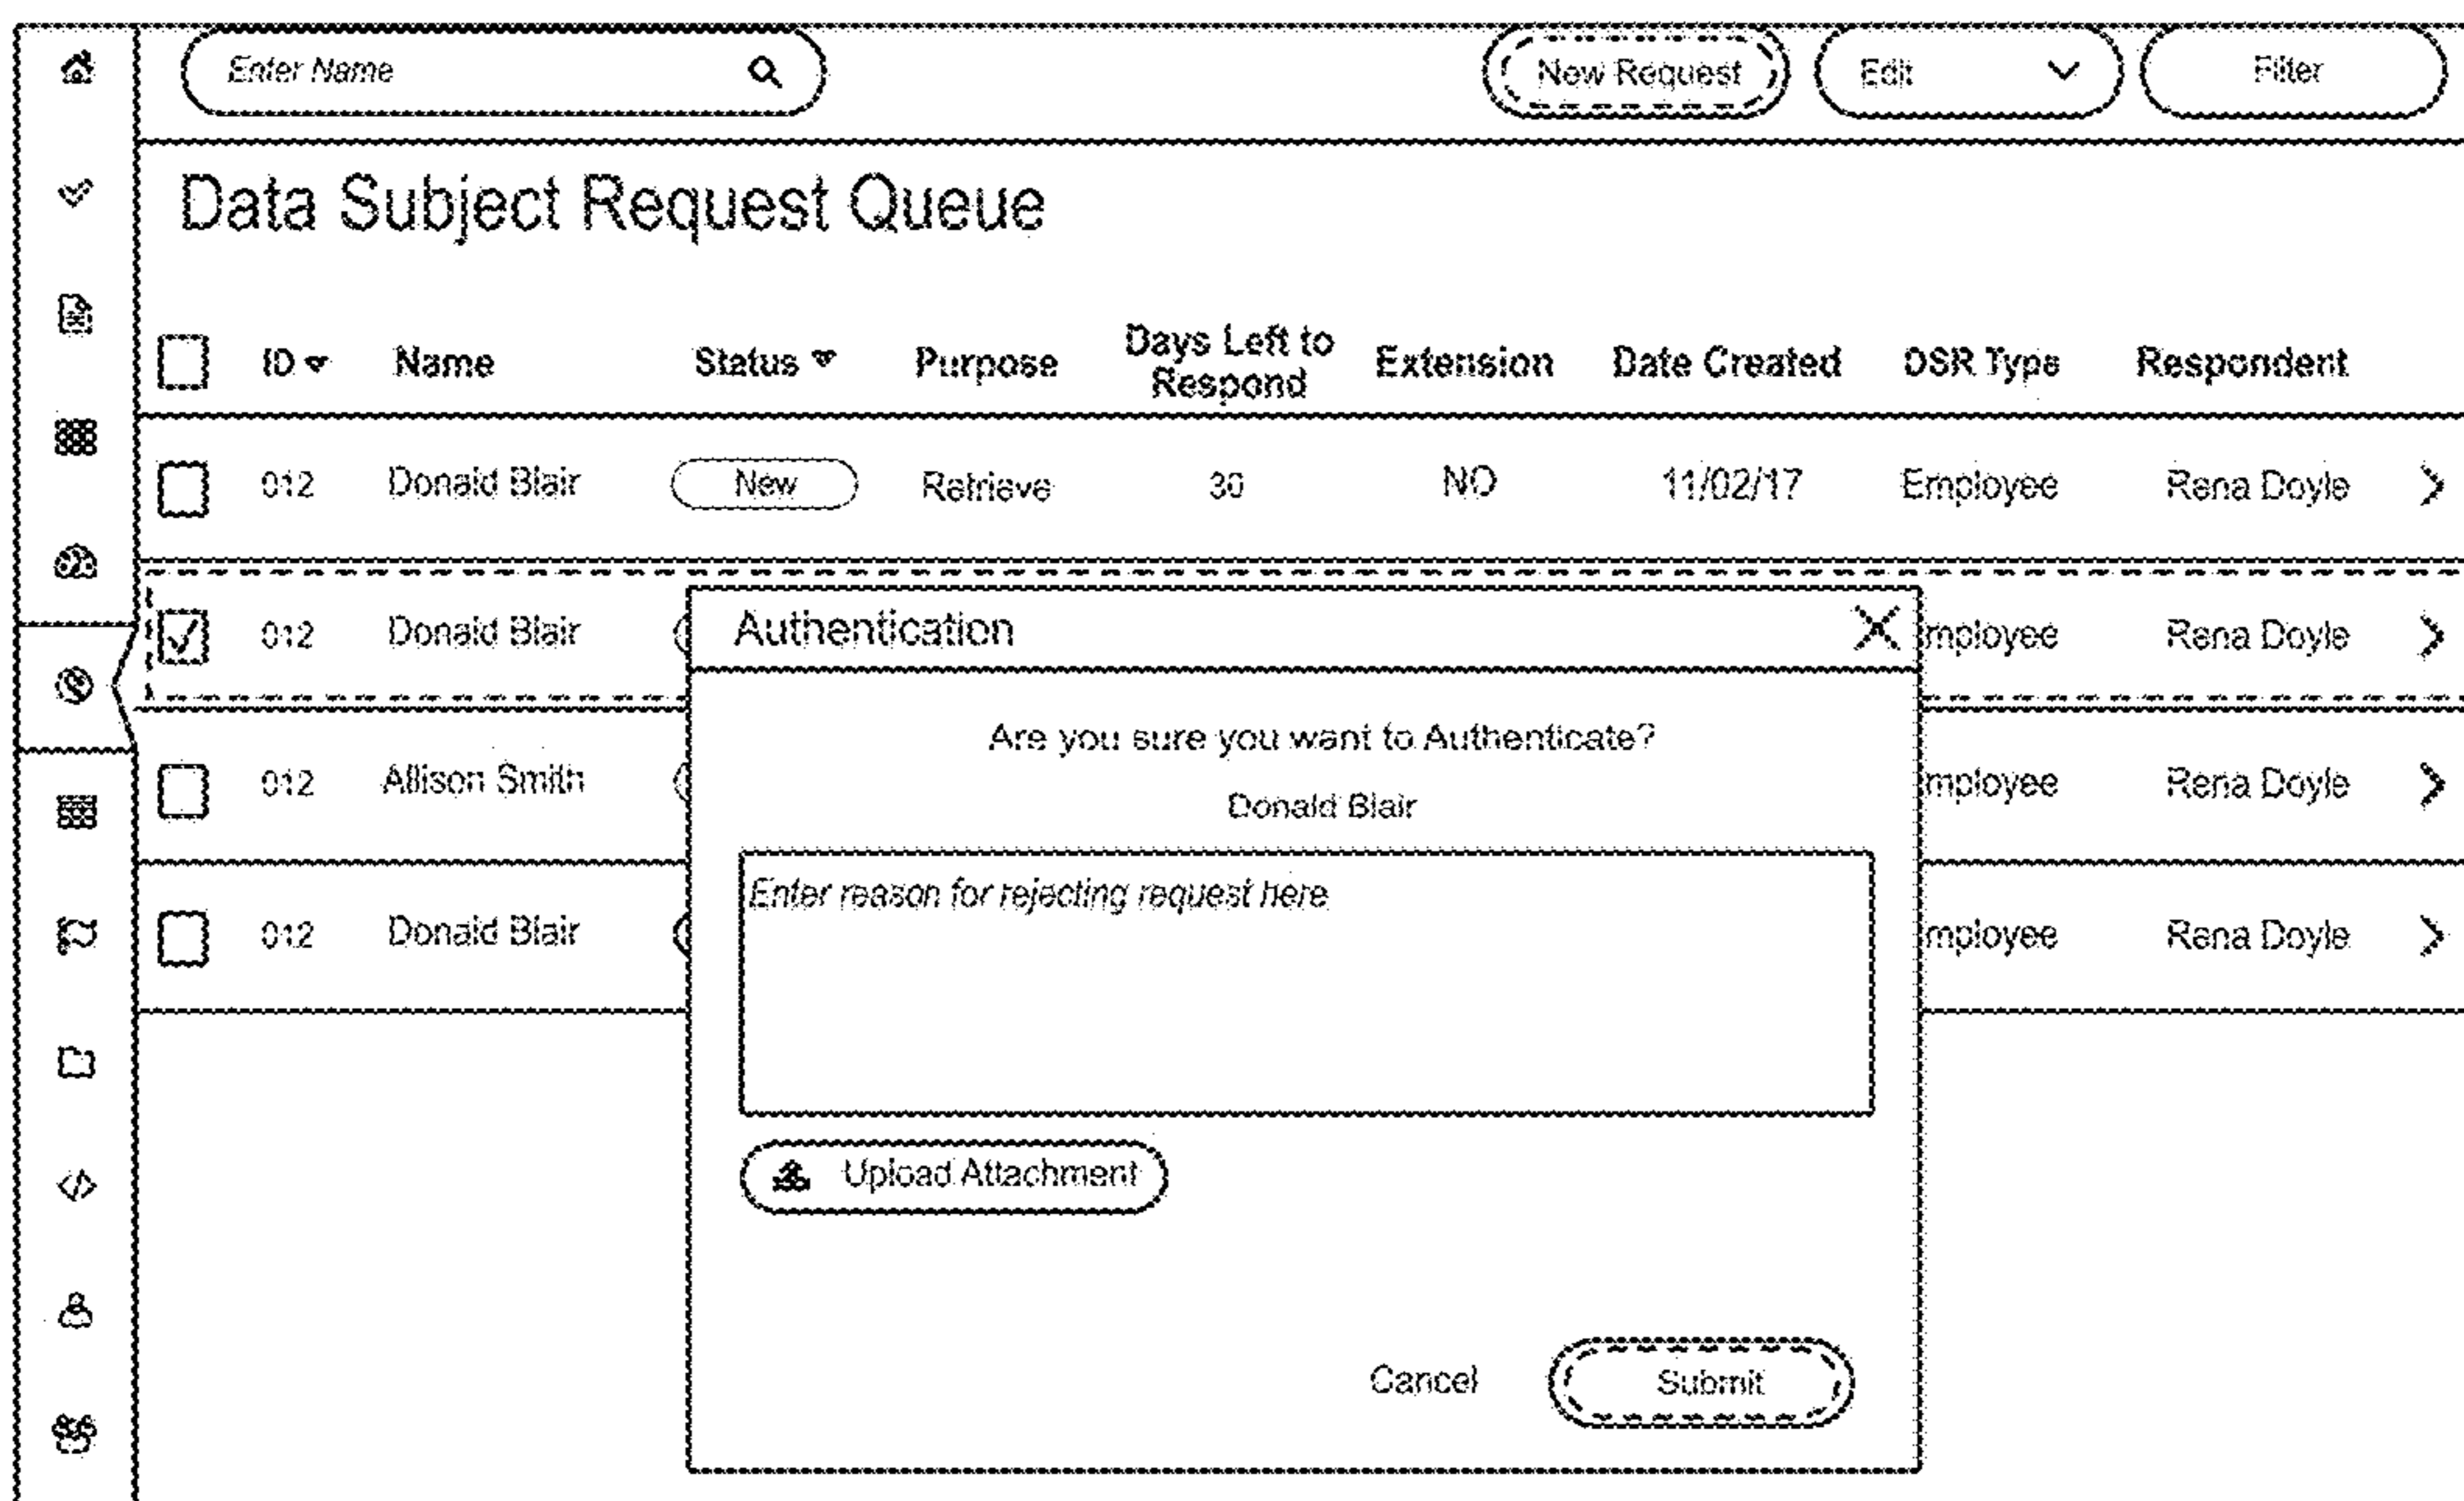 Enter Name New Request Edit Filter
Data Subject Request Queue
ID Name Status Purpose Days Left to Respond Extension Date Created DSR Type Respondent
012 Donald Blair New Retrieve 30 NO 11/02/17 Employee Rena Doyle
012 Donald Blair Authentication mployee Rena Doyle
Are you sure you want to Authenticate?
012 Allison Smith mployee Rena Doyle
Donald Blair
Enter reason for rejecting request here
012 Donald Blair mployee Rena Doyle
Upload Attachment
Cancel Submit